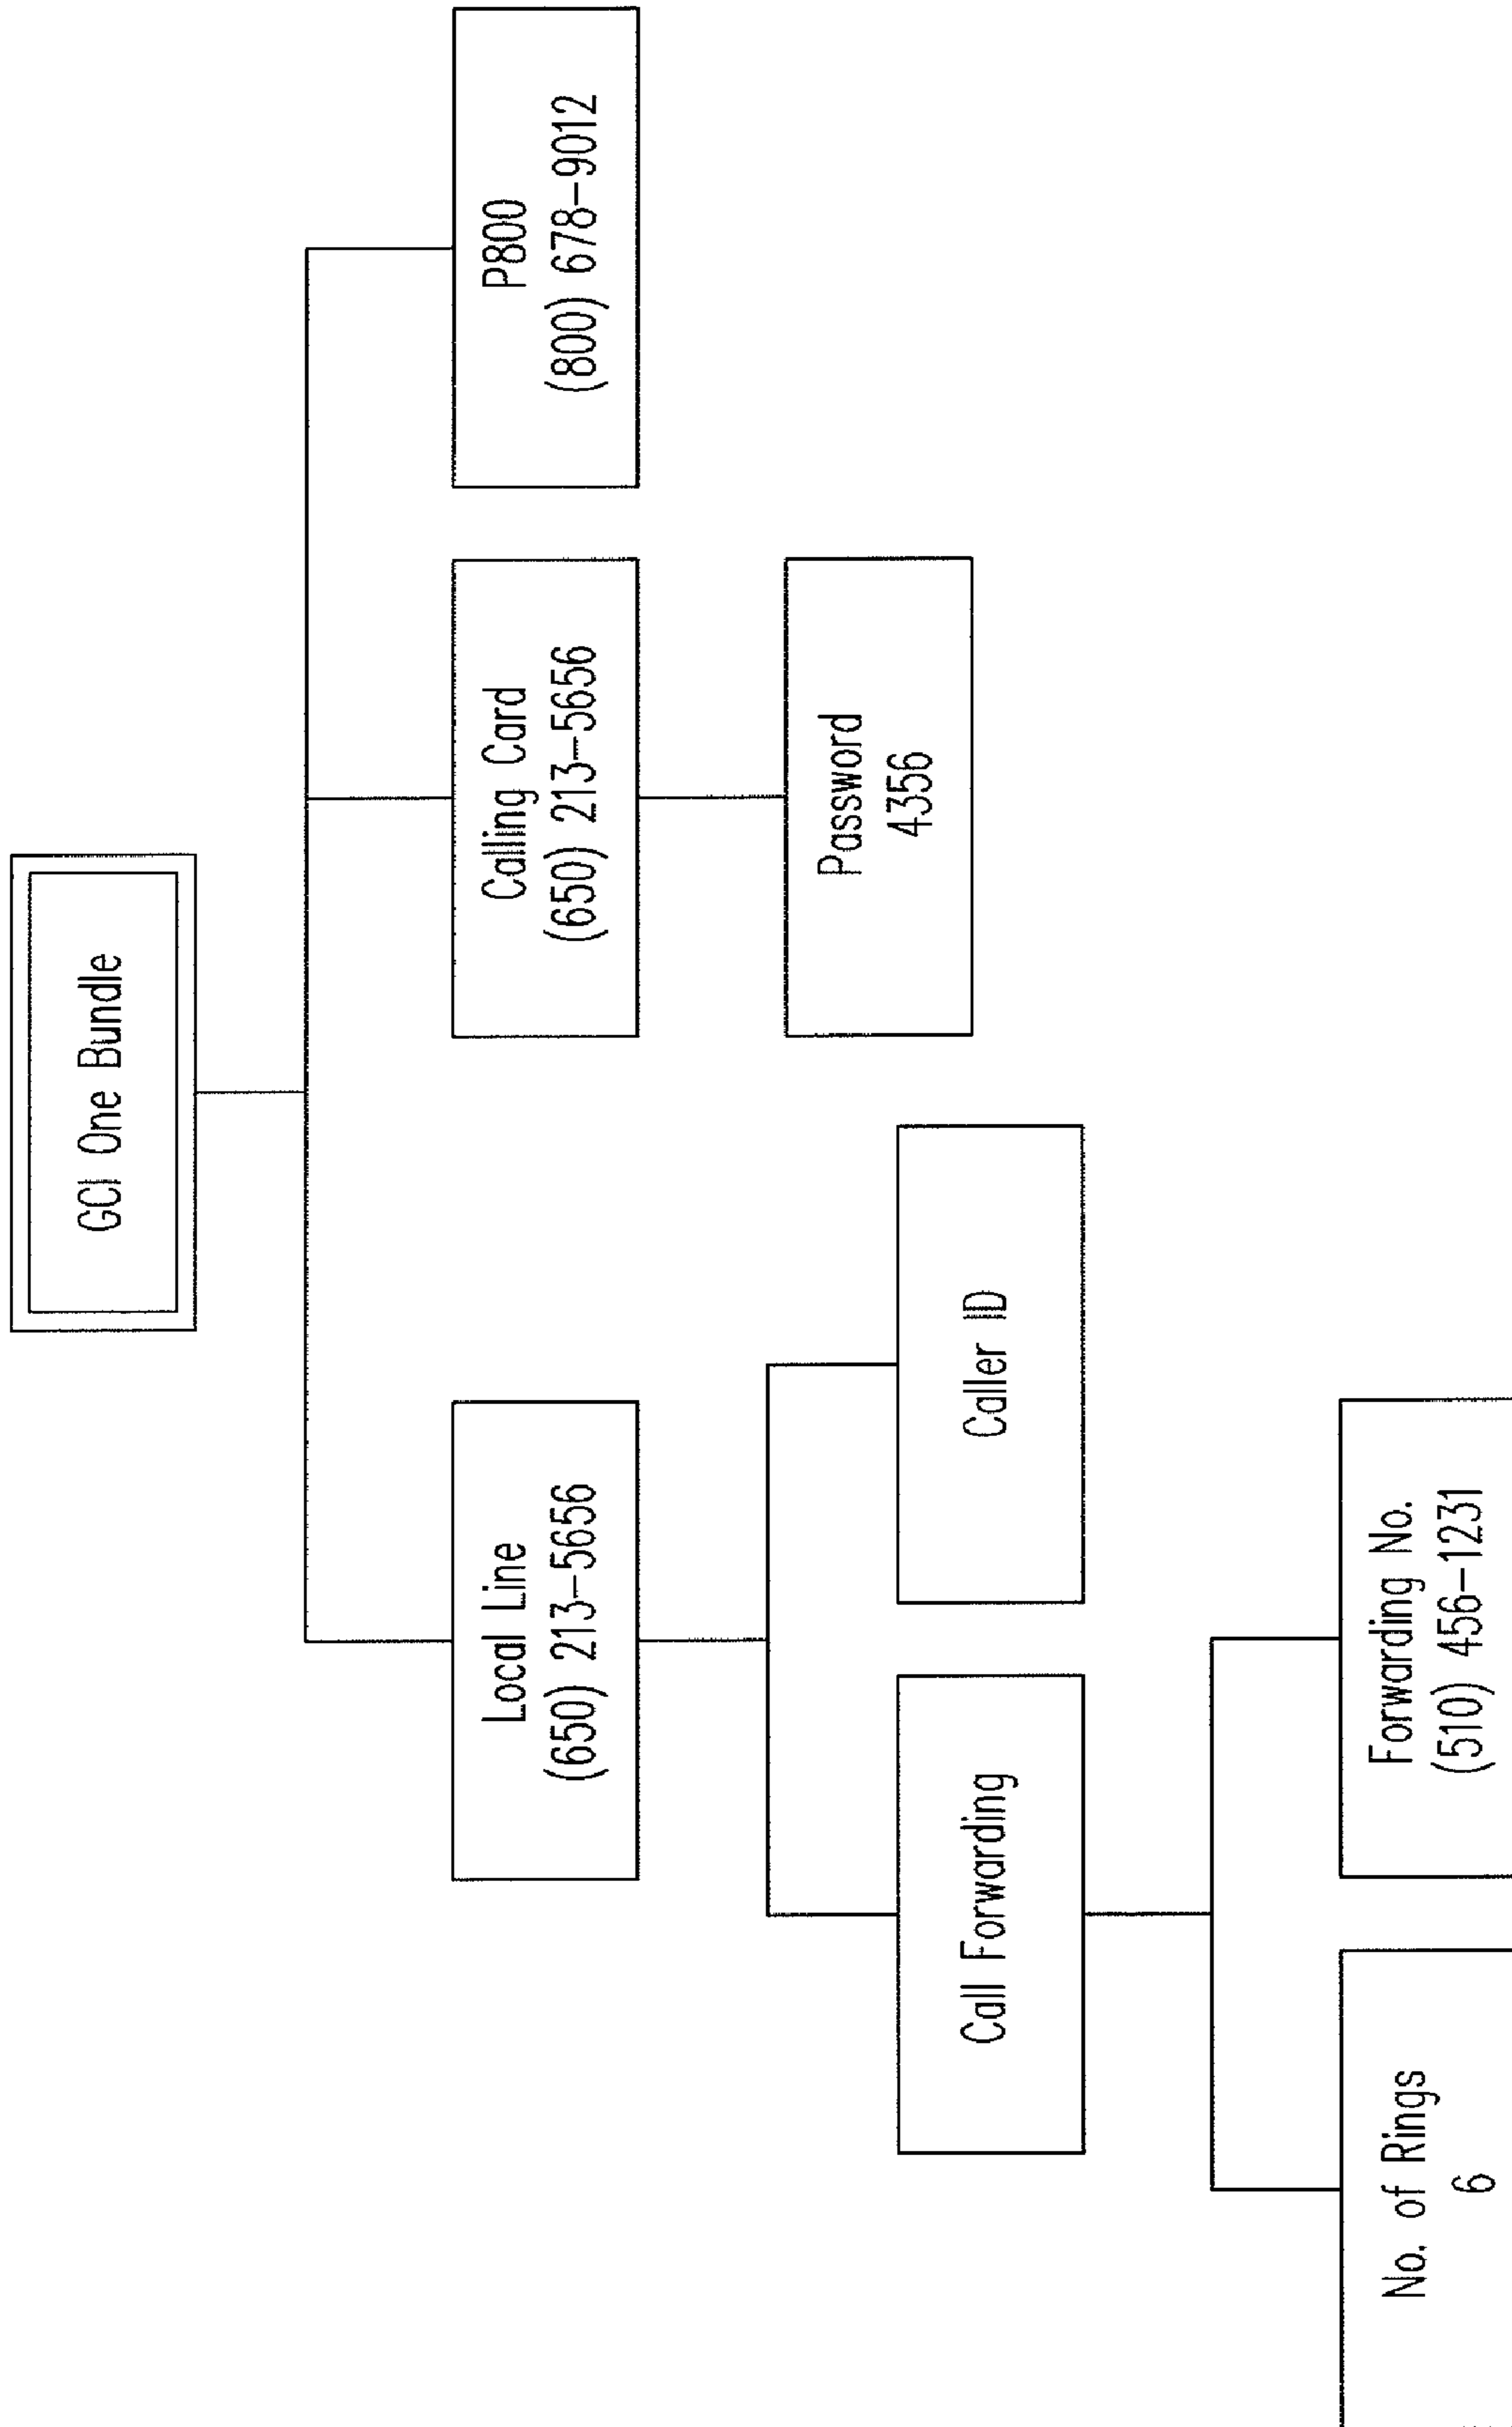 GCI One Bundle
Local Line
(650) 213-5656
Calling Card
(650) 213-5656
P800
(800) 678-9012
Password
4356
Call Forwarding
Caller ID
No. of Rings
6
Forwarding No.
(510) 456-1231